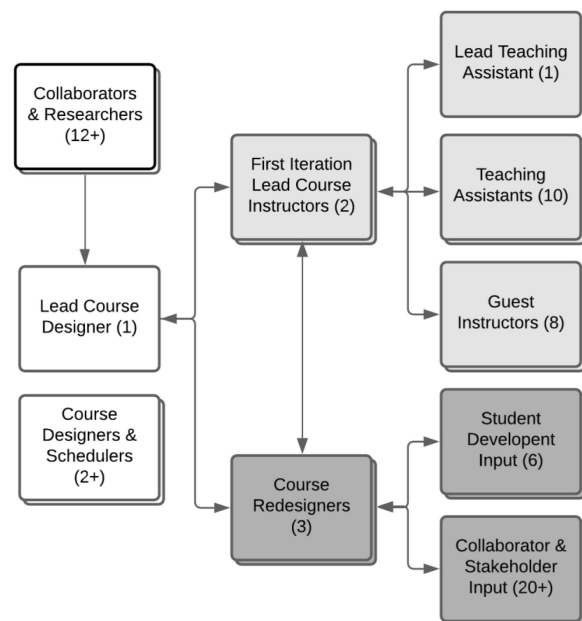 Collaborators
& Researchers
(12+)
Lead Course
Designer (1)
Course
Designers &
Schedulers
(2+)
First Iteration
Lead Course
Instructors (2)
Course
Redesigners
(3)
Lead Teaching
Assistant (1)
Teaching
Assistants (10)
Guest
Instructors (8)
Student
Developent
Input (6)
Collaborator &
Stakeholder
Input (20+)